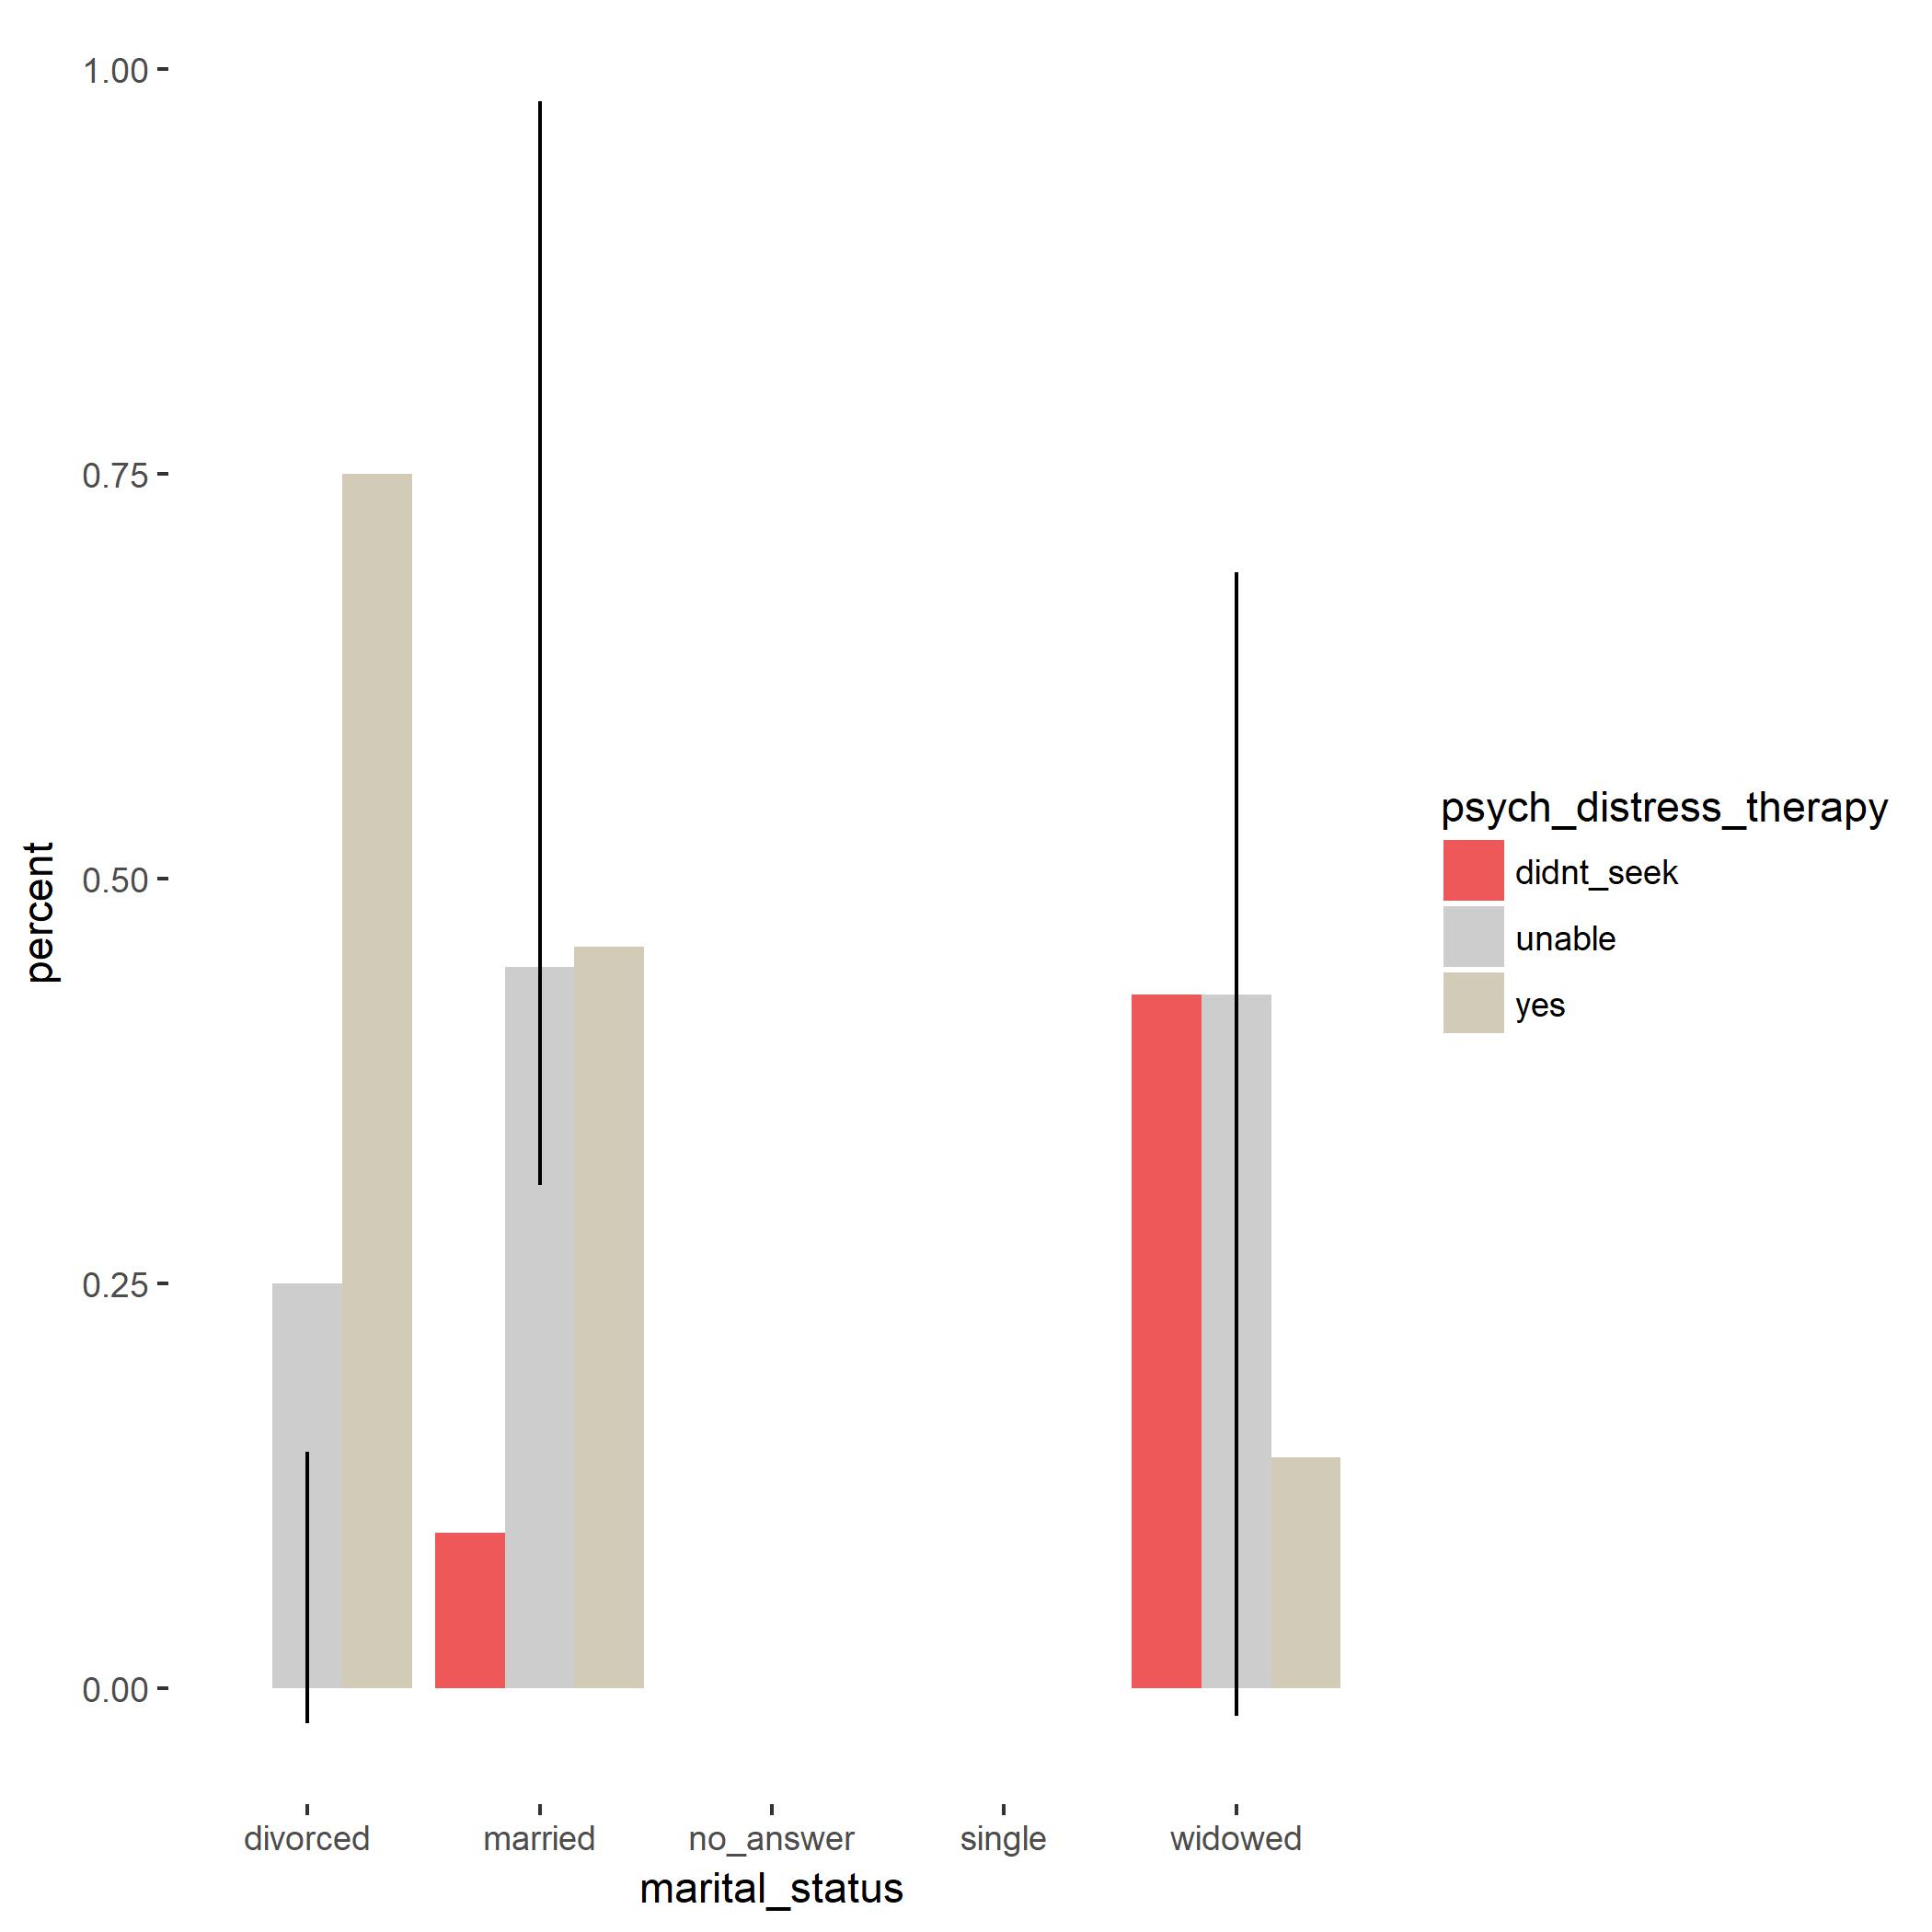 1.00
0.75
0.50
0.25
0.00
percent
divorced married no_answer single widowed
marital_status
psych_distress_therapy
didnt_seek
unable
yes